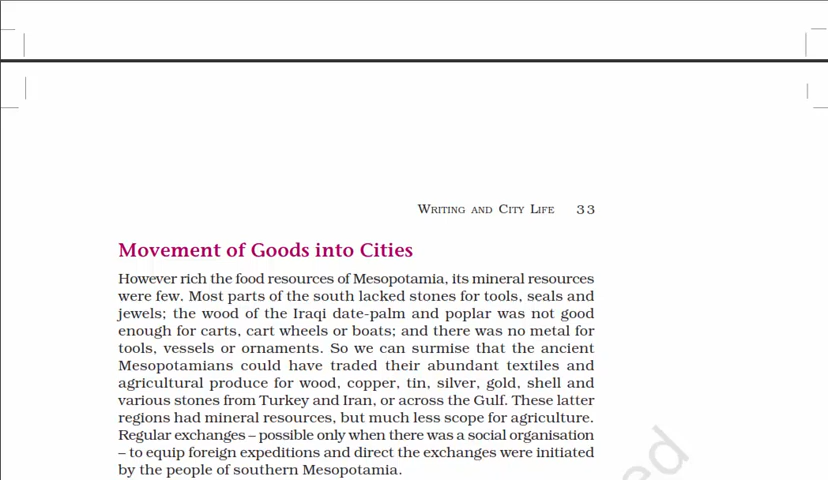 WRITING AND CITY LIFE 33
Movement of Goods into Cities
However rich the food resources of Mesopotamia, its mineral resources
were few. Most parts of the south lacked stones for tools, seals and
jewels; the wood of the Iraqi date-palm and poplar was not good
enough for carts, cart wheels or boats; and there was no metal for
tools, vessels or ornaments. So we can surmise that the ancient
Mesopotamians could have traded their abundant textiles and
agricultural produce for wood, copper, tin, silver, gold, shell and
various stones from Turkey and Iran, or across the Gulf. These latter
regions had mineral resources, but much less scope for agriculture.
Regular exchanges – possible only when there was a social organisation
– to equip foreign expeditions and direct the exchanges were initiated
by the people of southern Mesopotamia.